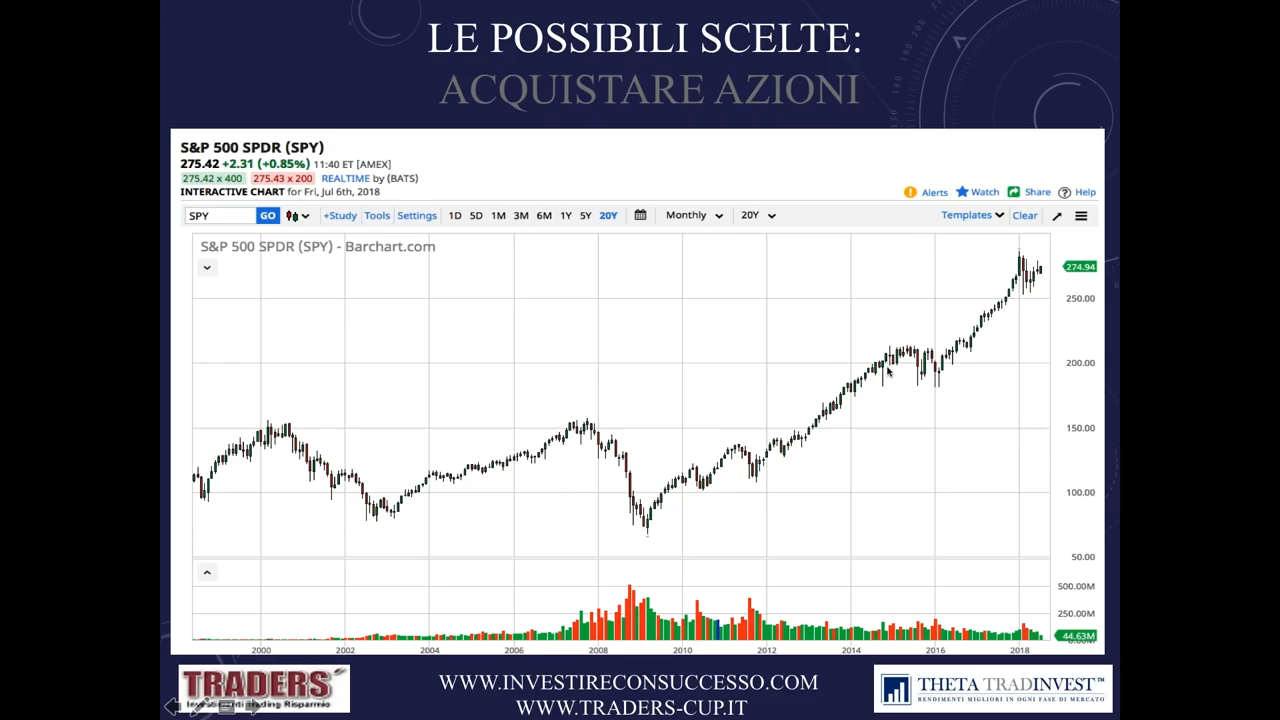 LE POSSIBILI SCELTE:
ACQUISTARE AZIONI
S&P 500 SPDR (SPY)
275.42 +2.31 (+0.85%) 11:40 ET [AMEX]
275.42 x 400 275.43 x 200 REALTIME by (BATS)
INTERACTIVE CHART for Fri, Jul 6th, 2018
Alerts Watch Share Help
SPY GO +Study Tools Settings 1D 5D 1M 3M 6M 1Y 5Y 20Y Monthly 20Y Templates Clear
S&P 500 SPDR (SPY) - Barchart.com
274.94
250.00
200.00
150.00
100.00
50.00
500.00M
250.00M
44.63M
2000 2002 2004 2006 2008 2010 2012 2014 2016 2018
TRADERS'
WWW.INVESTIRECONSUCCESSO.COM
WWW.TRADERS-CUP.IT
THETA TRADINVEST™
RENDIMENTI MIGLIORI IN OGNI FASE DI MERCATO